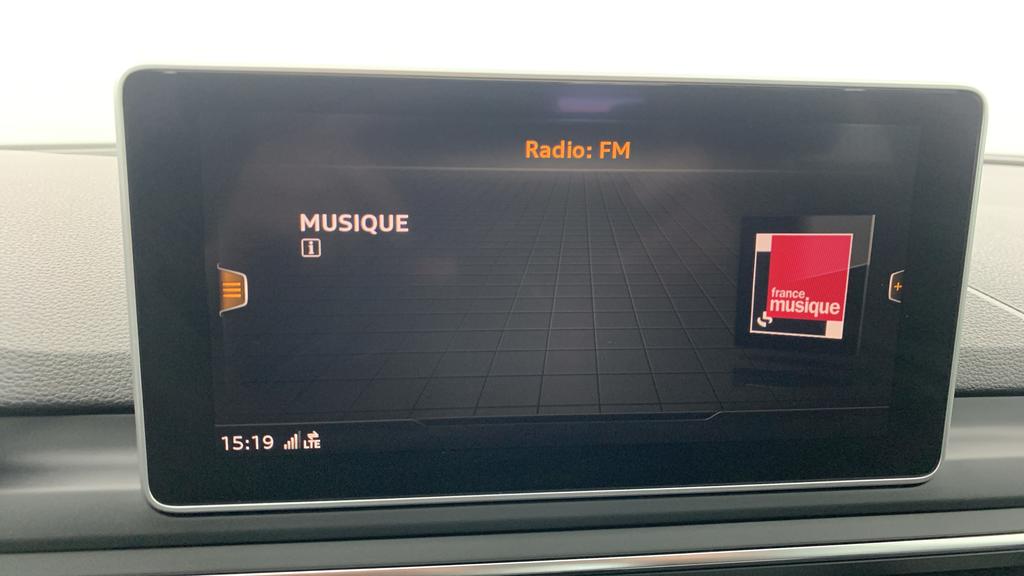 Radio: FM
MUSIQUE
i
france
musique
15:19 LTE